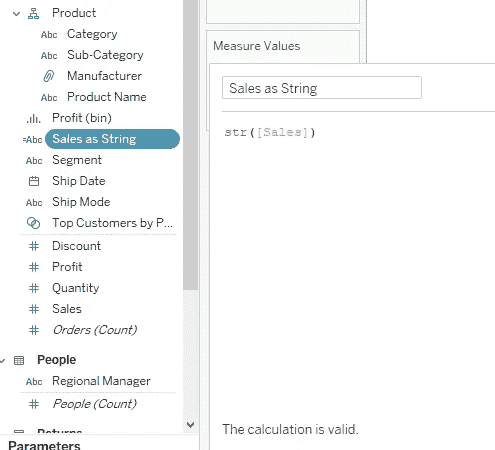 Product
Abc Category
Abc Sub-Category
Manufacturer
Abc Product Name
Profit (bin)
=Abc Sales as String
Abc Segment
Ship Date
Abc Ship Mode
Top Customers by P...
# Discount
# Profit
# Quantity
# Sales
# Orders (Count)
People
Abc Regional Manager
# People (Count)
Returns
Parameters
Measure Values
Sales as String
str([Sales])
The calculation is valid.